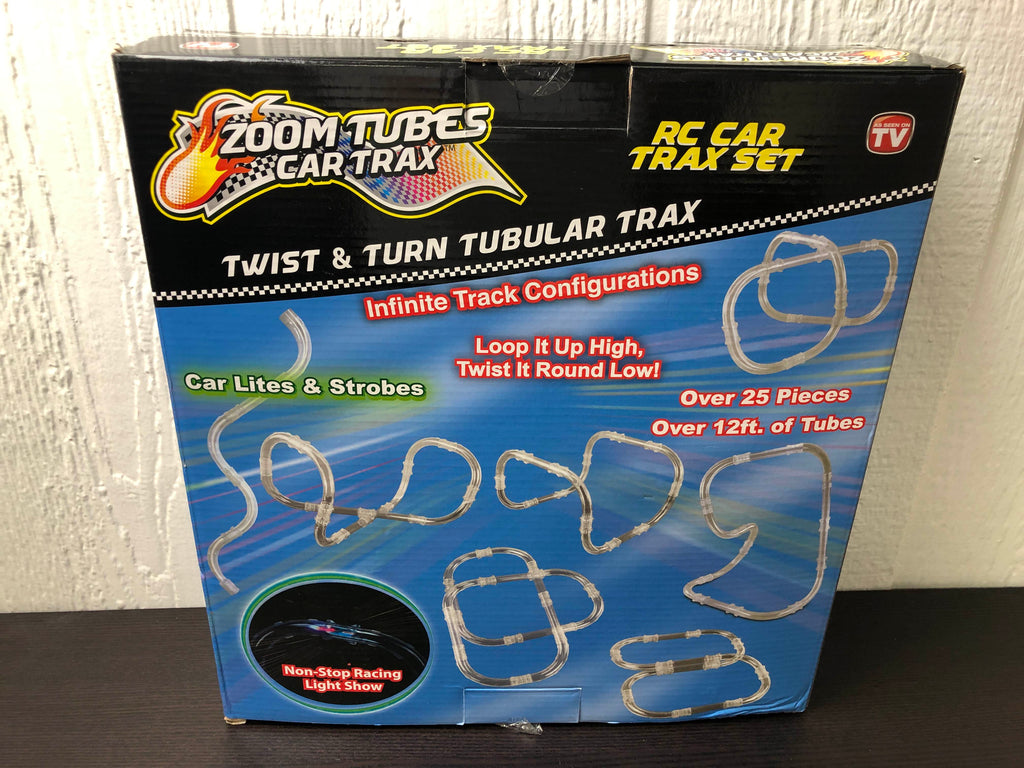 ZOOM TUBES
CAR TRAX™
RC CAR
TRAX SET
AS SEEN ON
TV
TWIST & TURN TUBULAR TRAX
Infinite Track Configurations
Loop It Up High,
Twist It Round Low!
Car Lites & Strobes
Over 25 Pieces
Over 12ft. of Tubes
Non-Stop Racing
Light Show